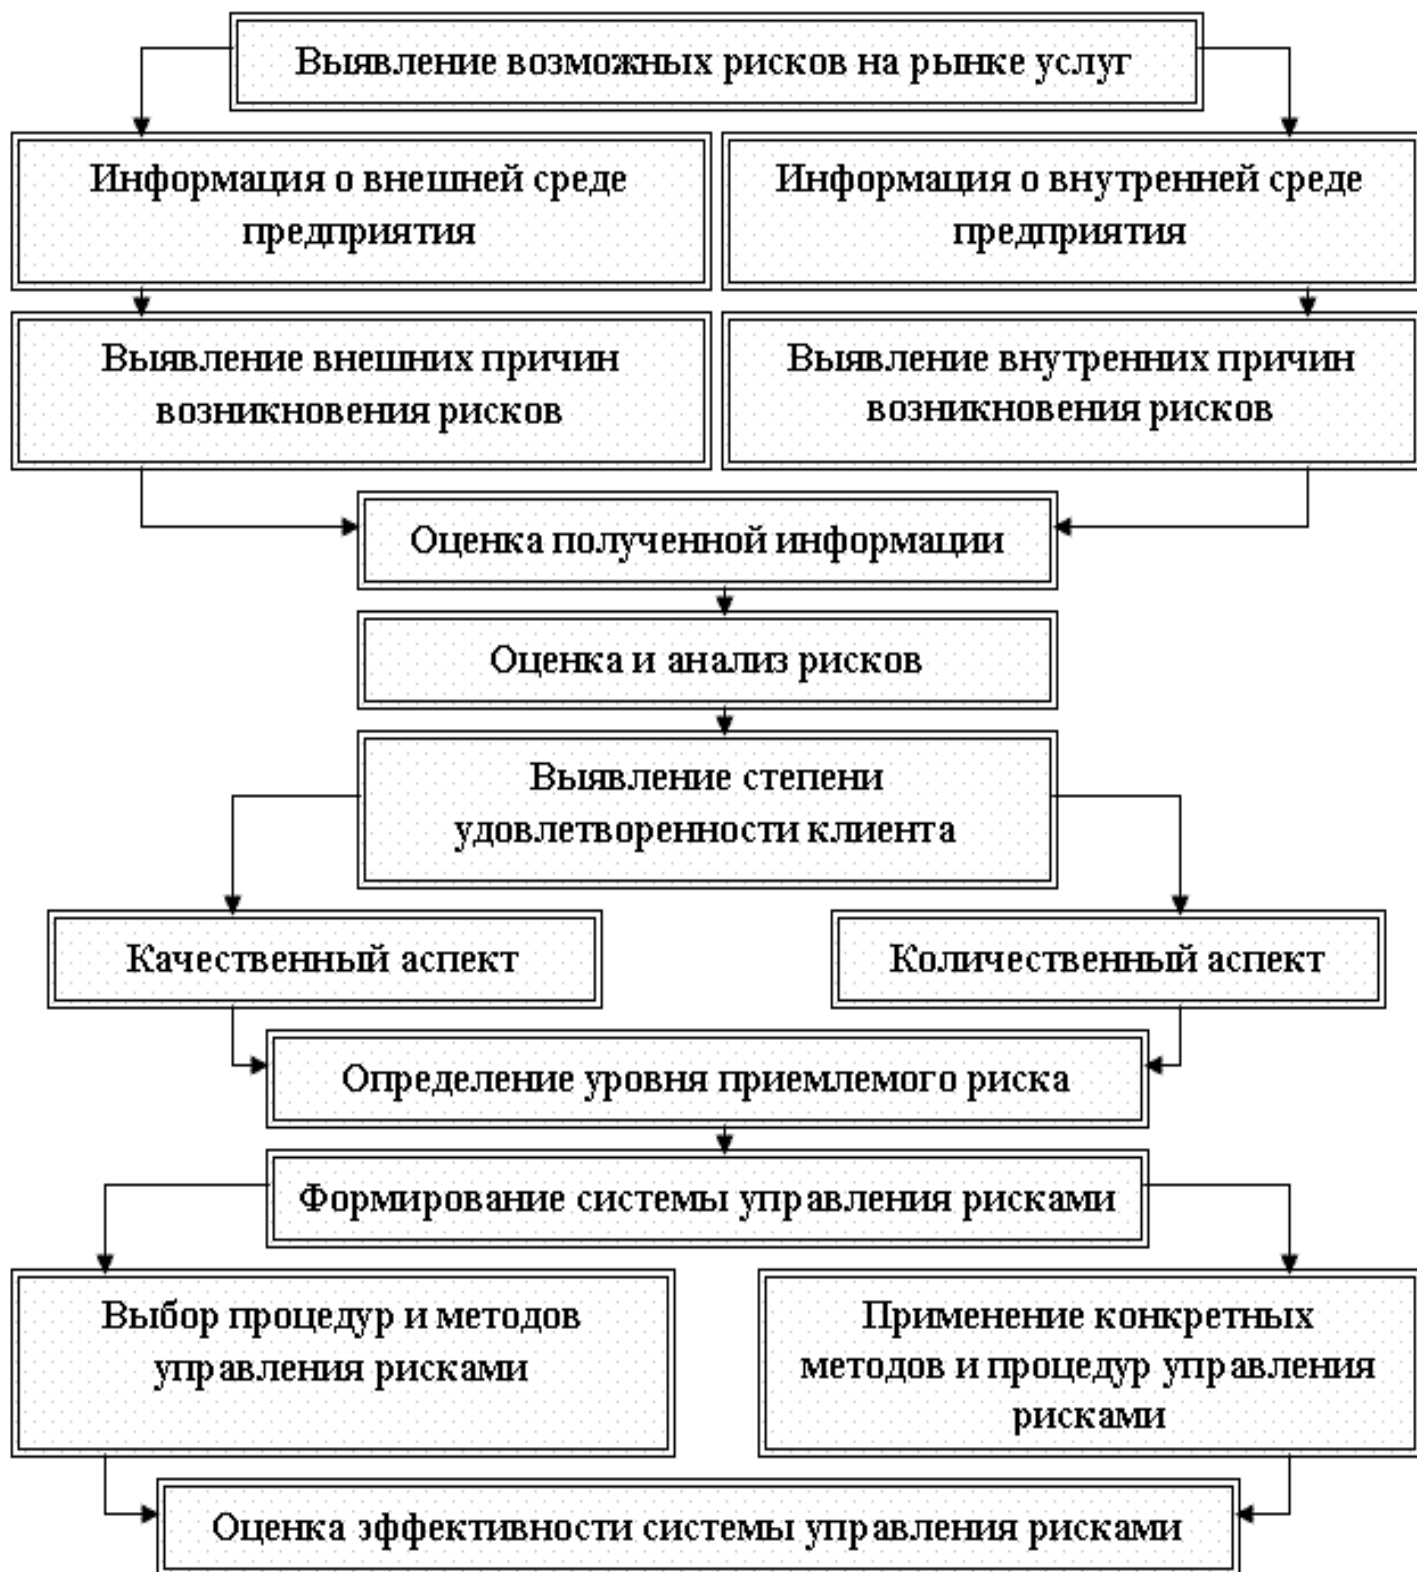 Выявление возможных рисков на рынке услуг
Информация о внешней среде
предприятия
Информация о внутренней среде
предприятия
Выявление внешних причин
возникновения рисков
Выявление внутренних причин
возникновения рисков
Оценка полученной информации
Оценка и анализ рисков
Выявление степени
удовлетворенности клиента
Качественный аспект
Количественный аспект
Определение уровня приемлемого риска
Формирование системы управления рисками
Выбор процедур и методов
управления рисками
Применение конкретных
методов и процедур управления
рисками
Оценка эффективности системы управления рисками